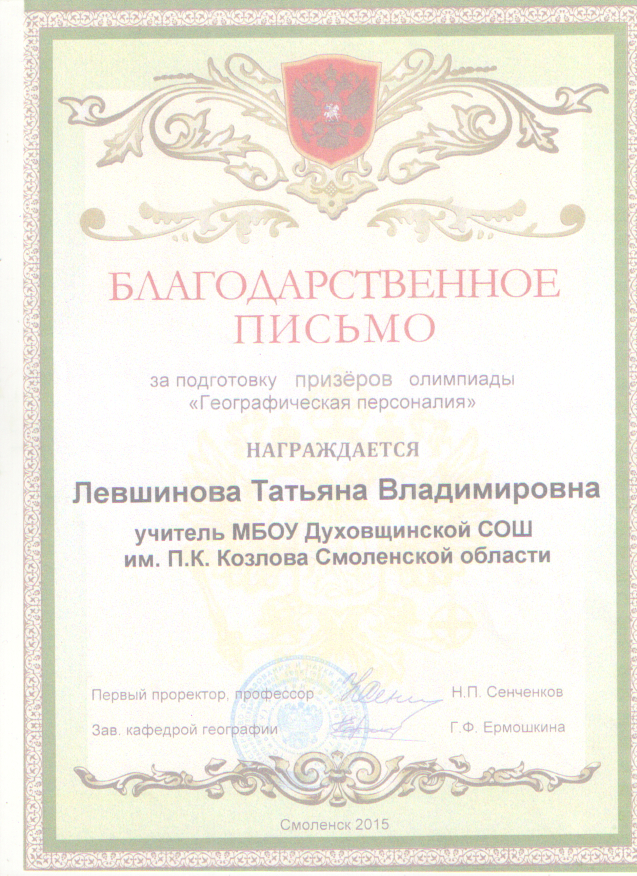 БЛАГОДАРСТВЕННОЕ
ПИСЬМО
за подготовку призёров олимпиады
«Географическая персоналия»
НАГРАЖДАЕТСЯ
Левшинова Татьяна Владимировна
учитель МБОУ Духовщинской СОШ
им. П.К. Козлова Смоленской области
Первый проректор, профессор Н.П. Сенченков
Зав. кафедрой географии Г.Ф. Ермошкина
Смоленск 2015